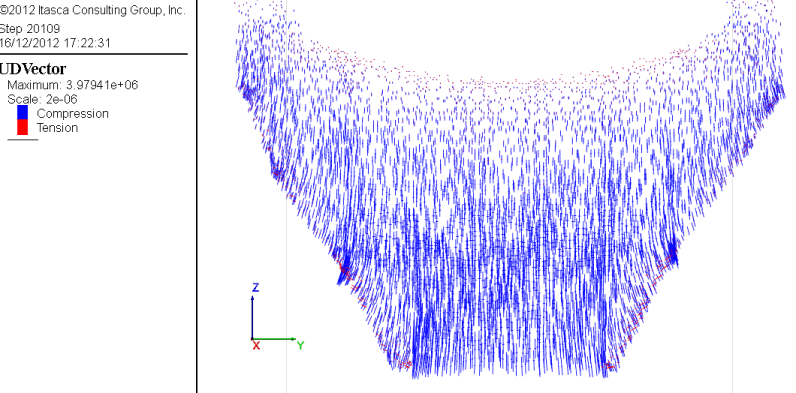 ©2012 Itasca Consulting Group, Inc.
Step 20109
16/12/2012 17:22:31
UDVector
Maximum: 3.97941e+06
Scale: 2e-06
Compression
Tension
Z
X
Y